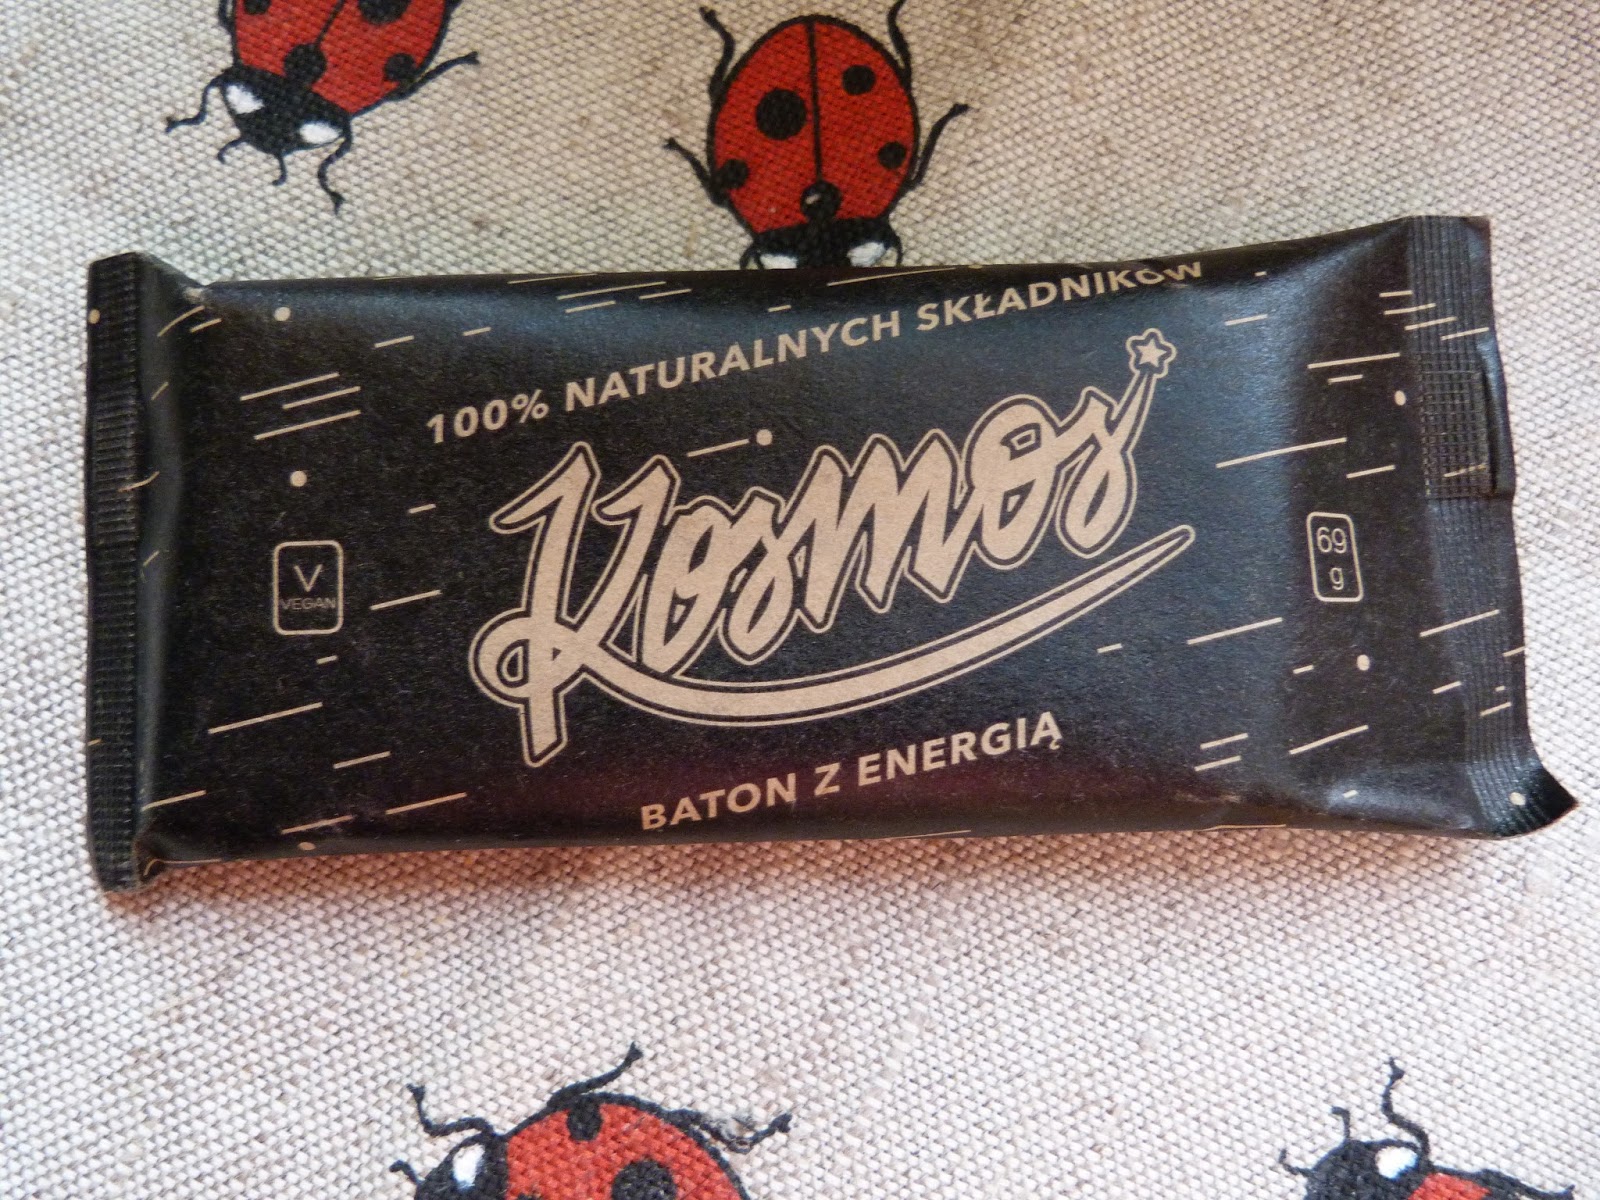 100% NATURALNYCH SKŁADNIKÓW
Kosmos
V
VEGAN
69
g
BATON Z ENERGIĄ